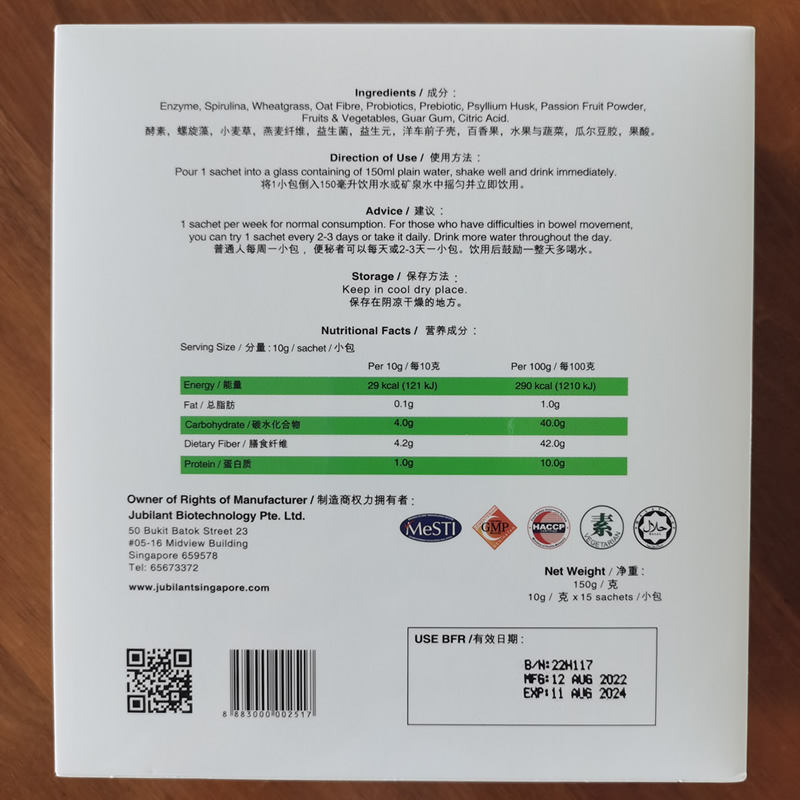 Ingredients / 成分 :
Enzyme, Spirulina, Wheatgrass, Oat Fibre, Probiotics, Prebiotic, Psyllium Husk, Passion Fruit Powder,
Fruits & Vegetables, Guar Gum, Citric Acid.
酵素，螺旋藻，小麦草，燕麦纤维，益生菌，益生元，洋车前子壳，百香果，水果与蔬菜，瓜尔豆胶，果酸。
Direction of Use / 使用方法 :
Pour 1 sachet into a glass containing of 150ml plain water, shake well and drink immediately.
将1小包倒入150毫升饮用水或矿泉水中摇匀并立即饮用。
Advice / 建议 :
1 sachet per week for normal consumption. For those who have difficulties in bowel movement,
you can try 1 sachet every 2-3 days or take it daily. Drink more water throughout the day.
普通人每周一小包，便秘者可以每天或2-3天一小包。饮用后鼓励一整天多喝水。
Storage / 保存方法 :
Keep in cool dry place.
保存在阴凉干燥的地方。
Nutritional Facts / 营养成分 :
Serving Size / 分量 : 10g / sachet / 小包
Per 10g / 每10克 Per 100g / 每100克
Energy / 能量 29 kcal (121 kJ) 290 kcal (1210 kJ)
Fat / 总脂肪 0.1g 1.0g
Carbohydrate / 碳水化合物 4.0g 40.0g
Dietary Fiber / 膳食纤维 4.2g 42.0g
Protein / 蛋白质 1.0g 10.0g
Owner of Rights of Manufacturer / 制造商权力拥有者 :
Jubilant Biotechnology Pte. Ltd.
50 Bukit Batok Street 23
#05-16 Midview Building
Singapore 659578
Tel: 65673372
www.jubilantsingapore.com
MeSTI
GMP
HACCP
素
VEGETARIAN
حلال
Net Weight / 净重 :
150g / 克
10g / 克 x 15 sachets / 小包
USE BFR / 有效日期 :
B/N:22H117
MFG:12 AUG 2022
EXP:11 AUG 2024
8 883000 002517